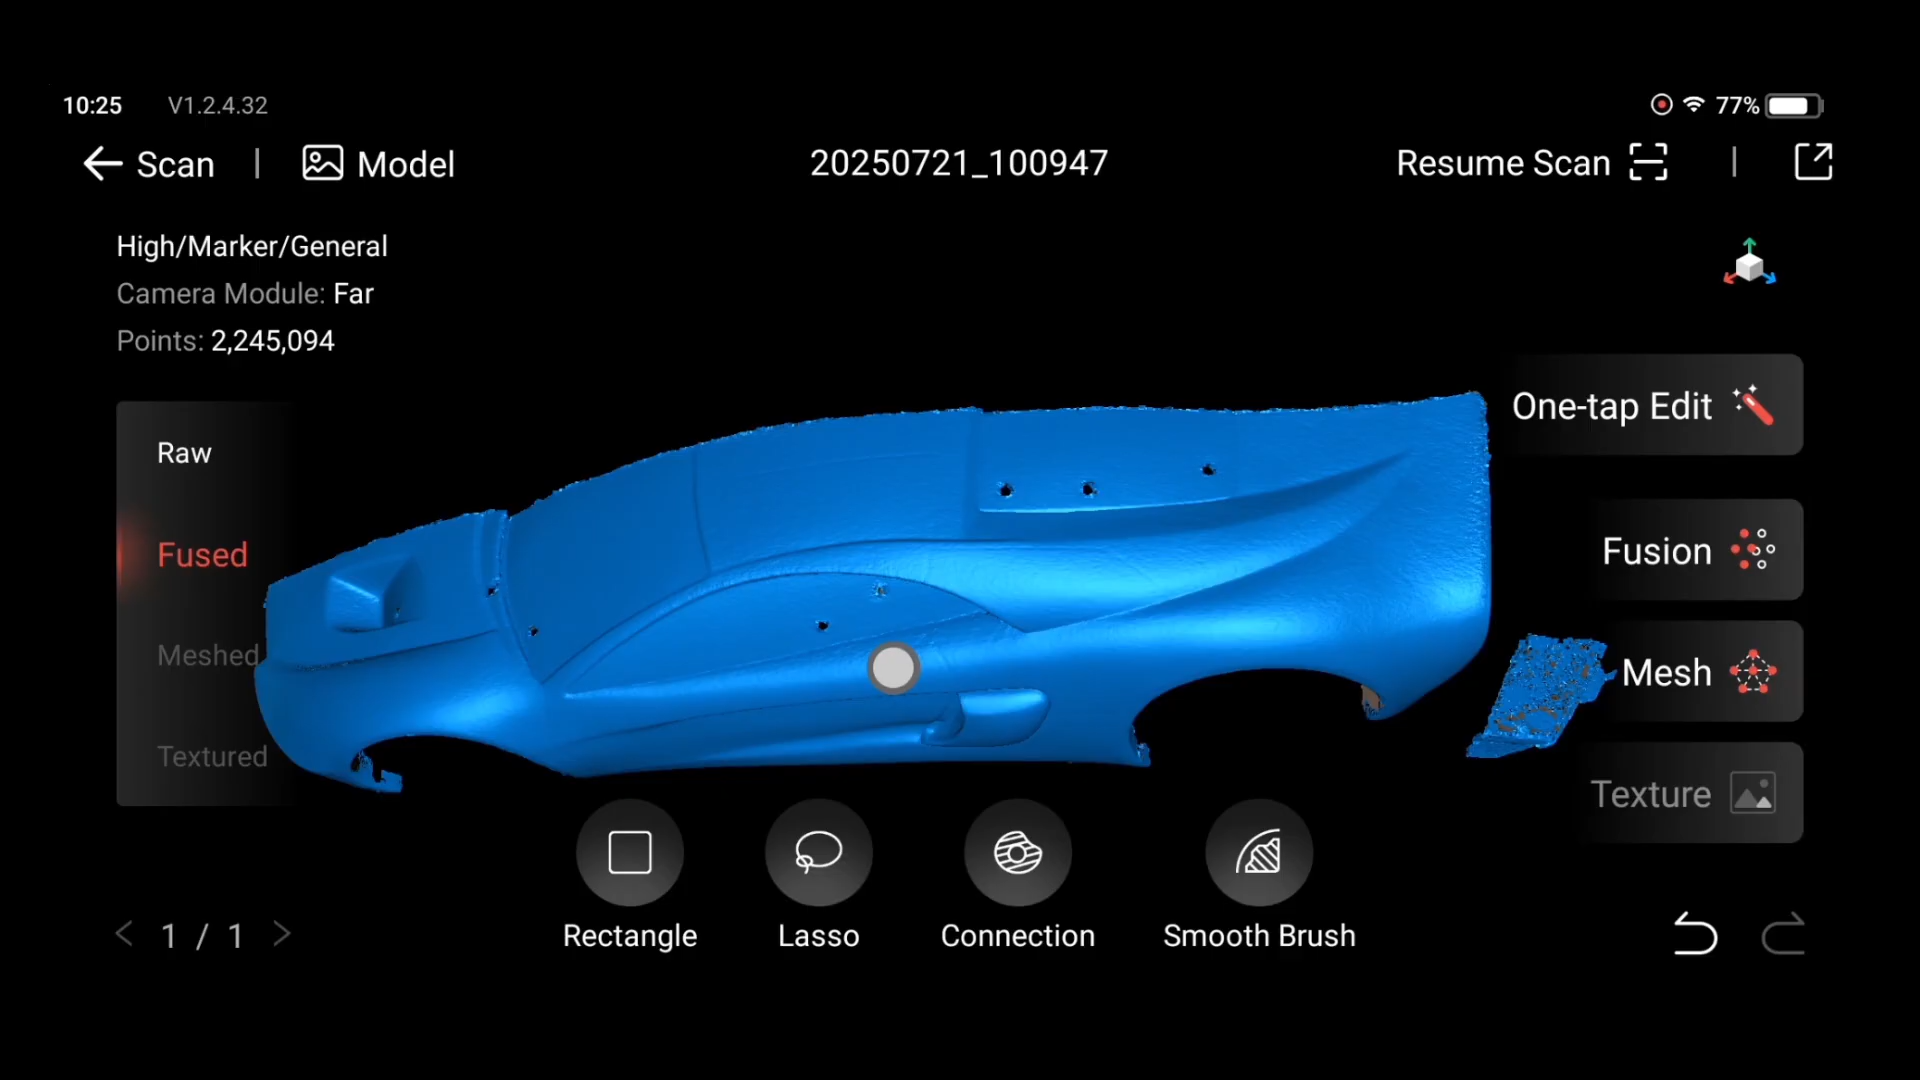 10:25 V1.2.4.32 77%
Scan | Model 20250721_100947 Resume Scan |
High/Marker/General
Camera Module: Far
Points: 2,245,094
One-tap Edit
Raw
Fusion
Fused
Meshed
Mesh
Textured
Texture
Rectangle Lasso Connection Smooth Brush
< 1 / 1 >